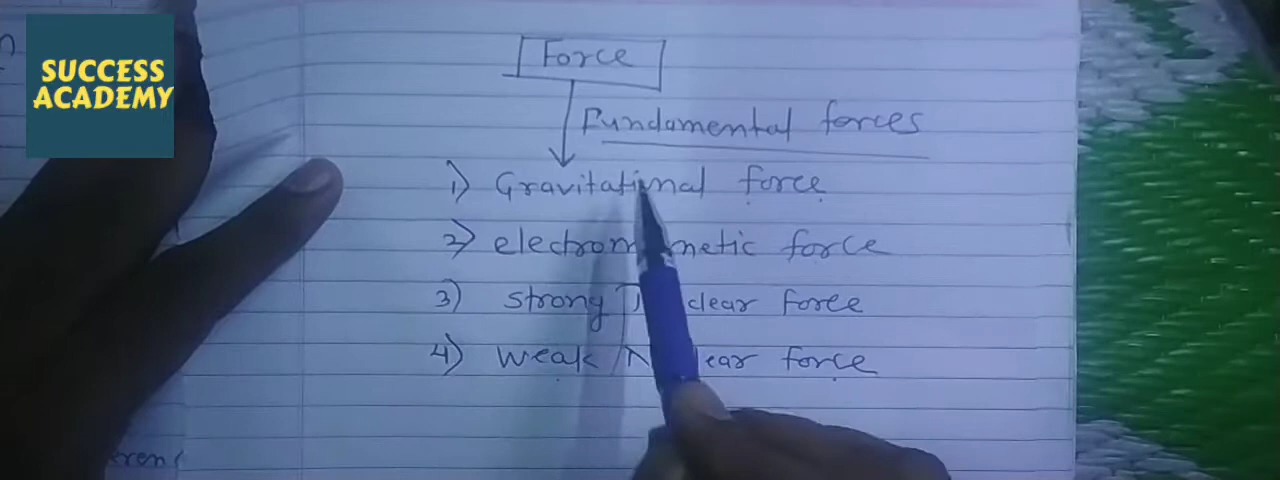 SUCCESS
ACADEMY
Force
Fundamental forces
1) Gravitational force
2) electrom netic force
3) strong clear force
4) weak lear force